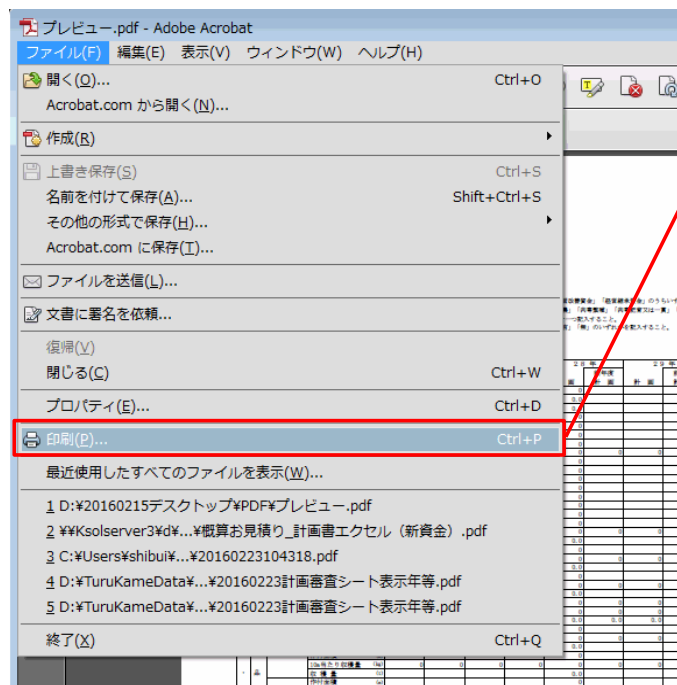 プレビュー.pdf - Adobe Acrobat
ファイル(F) 編集(E) 表示(V) ウィンドウ(W) ヘルプ(H)
開く(O)... Ctrl+O
Acrobat.com から開く(N)...
作成(R)
上書き保存(S) Ctrl+S
名前を付けて保存(A)... Shift+Ctrl+S
その他の形式で保存(H)...
Acrobat.com に保存(T)...
ファイルを送信(L)...
文書に署名を依頼...
復帰(V)
閉じる(C) Ctrl+W
プロパティ(E)... Ctrl+D
印刷(P)... Ctrl+P
最近使用したすべてのファイルを表示(W)...
1 D:¥20160215デスクトップ¥PDF¥プレビュー.pdf
2 ¥¥Ksolserver3¥d¥...¥概算お見積り_計画書エクセル（新資金）.pdf
3 C:¥Users¥shibui¥...¥20160223104318.pdf
4 D:¥TuruKameData¥...¥20160223計画審査シート表示年等.pdf
5 D:¥TuruKameData¥...¥20160223計画審査シート表示年等.pdf
終了(X) Ctrl+Q